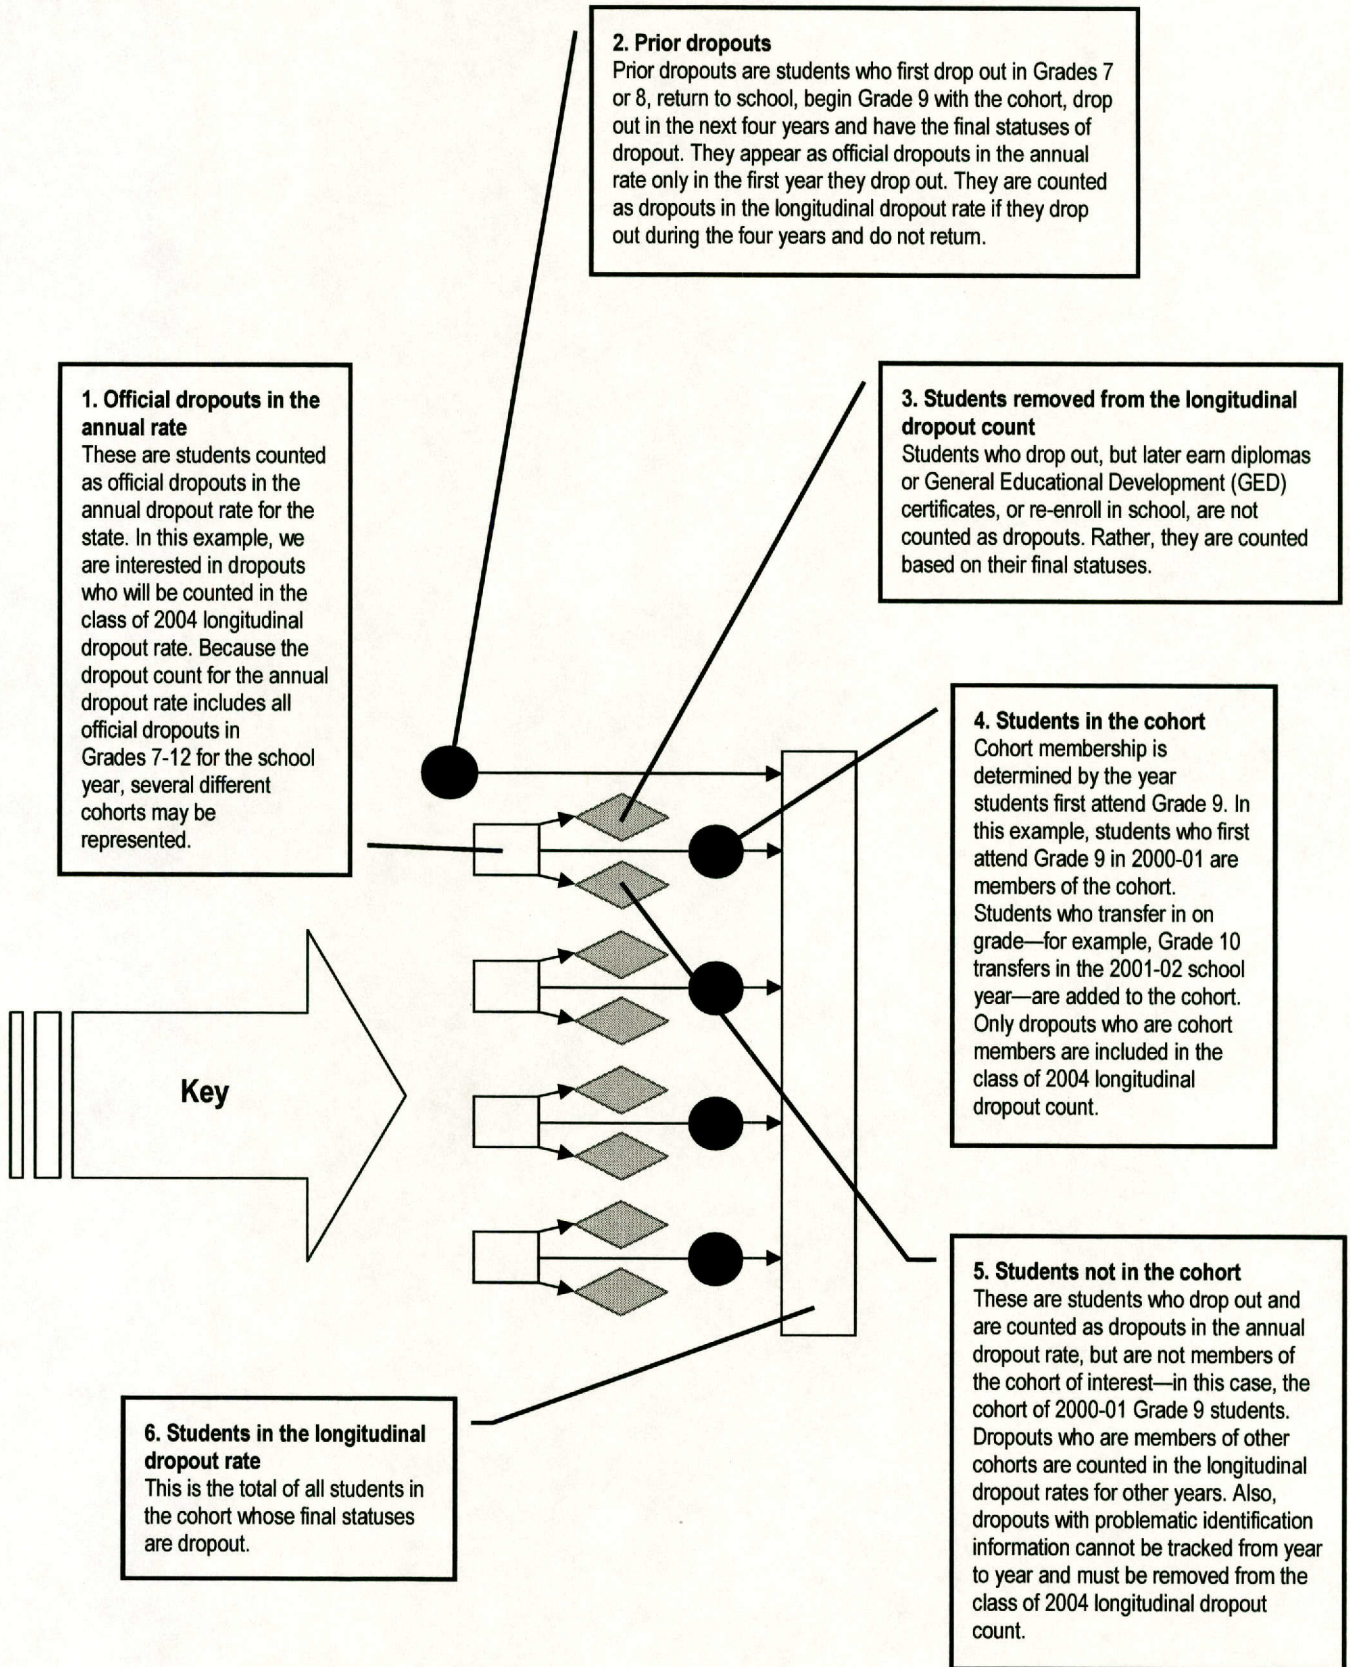 2. Prior dropouts
Prior dropouts are students who first drop out in Grades 7
or 8, return to school, begin Grade 9 with the cohort, drop
out in the next four years and have the final statuses of
dropout. They appear as official dropouts in the annual
rate only in the first year they drop out. They are counted
as dropouts in the longitudinal dropout rate if they drop
out during the four years and do not return.
1. Official dropouts in the
annual rate
These are students counted
as official dropouts in the
annual dropout rate for the
state. In this example, we
are interested in dropouts
who will be counted in the
class of 2004 longitudinal
dropout rate. Because the
dropout count for the annual
dropout rate includes all
official dropouts in
Grades 7-12 for the school
year, several different
cohorts may be
represented.
3. Students removed from the longitudinal
dropout count
Students who drop out, but later earn diplomas
or General Educational Development (GED)
certificates, or re-enroll in school, are not
counted as dropouts. Rather, they are counted
based on their final statuses.
4. Students in the cohort
Cohort membership is
determined by the year
students first attend Grade 9. In
this example, students who first
attend Grade 9 in 2000-01 are
members of the cohort.
Students who transfer in on
grade—for example, Grade 10
transfers in the 2001-02 school
year—are added to the cohort.
Only dropouts who are cohort
members are included in the
class of 2004 longitudinal
dropout count.
Key
5. Students not in the cohort
These are students who drop out and
are counted as dropouts in the annual
dropout rate, but are not members of
the cohort of interest—in this case, the
cohort of 2000-01 Grade 9 students.
Dropouts who are members of other
cohorts are counted in the longitudinal
dropout rates for other years. Also,
dropouts with problematic identification
information cannot be tracked from year
to year and must be removed from the
class of 2004 longitudinal dropout
count.
6. Students in the longitudinal
dropout rate
This is the total of all students in
the cohort whose final statuses
are dropout.